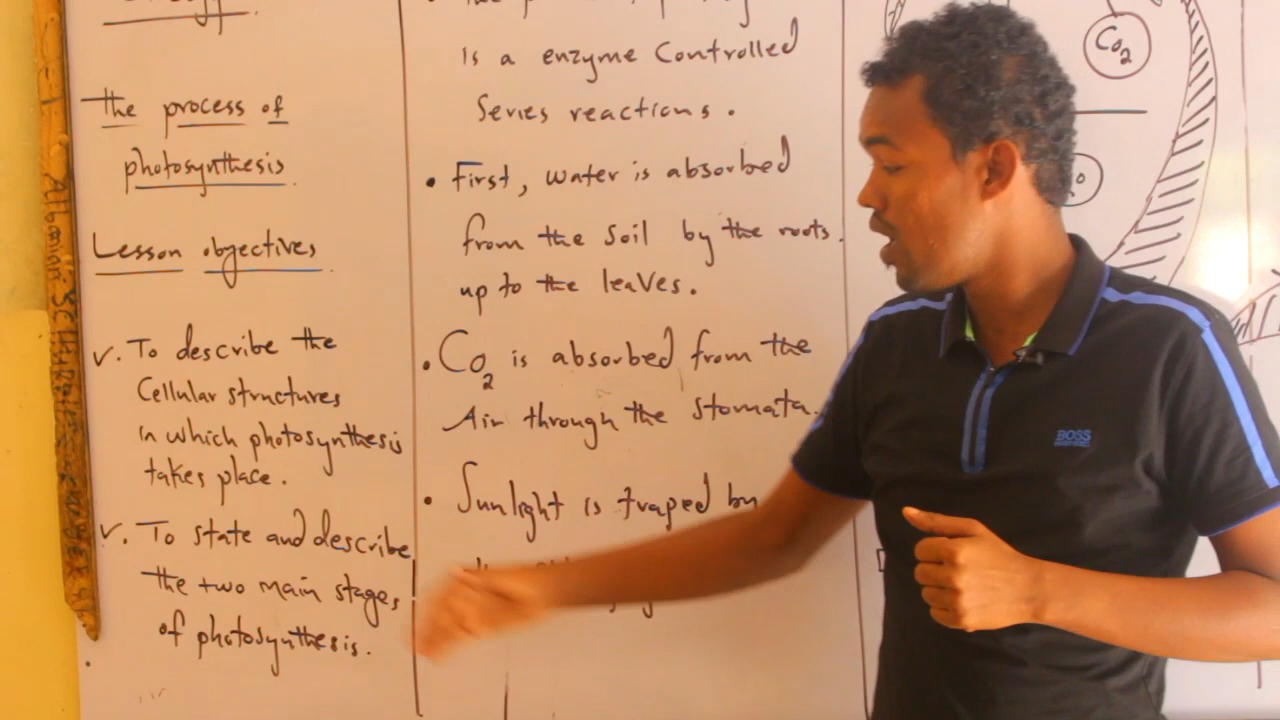 the process of
photosynthesis.
Lesson objectives.
v. To describe the
Cellular structures
in which photosynthesis
takes place.
v. To state and describe
the two main stages
of photosynthesis.
is a enzyme Controlled
Series reactions.
• First, water is absorbed
from the soil by the roots.
up to the leaves.
• Co2 is absorbed from the
Air through the stomata.
• Sunlight is traped by
Co2
BOSS